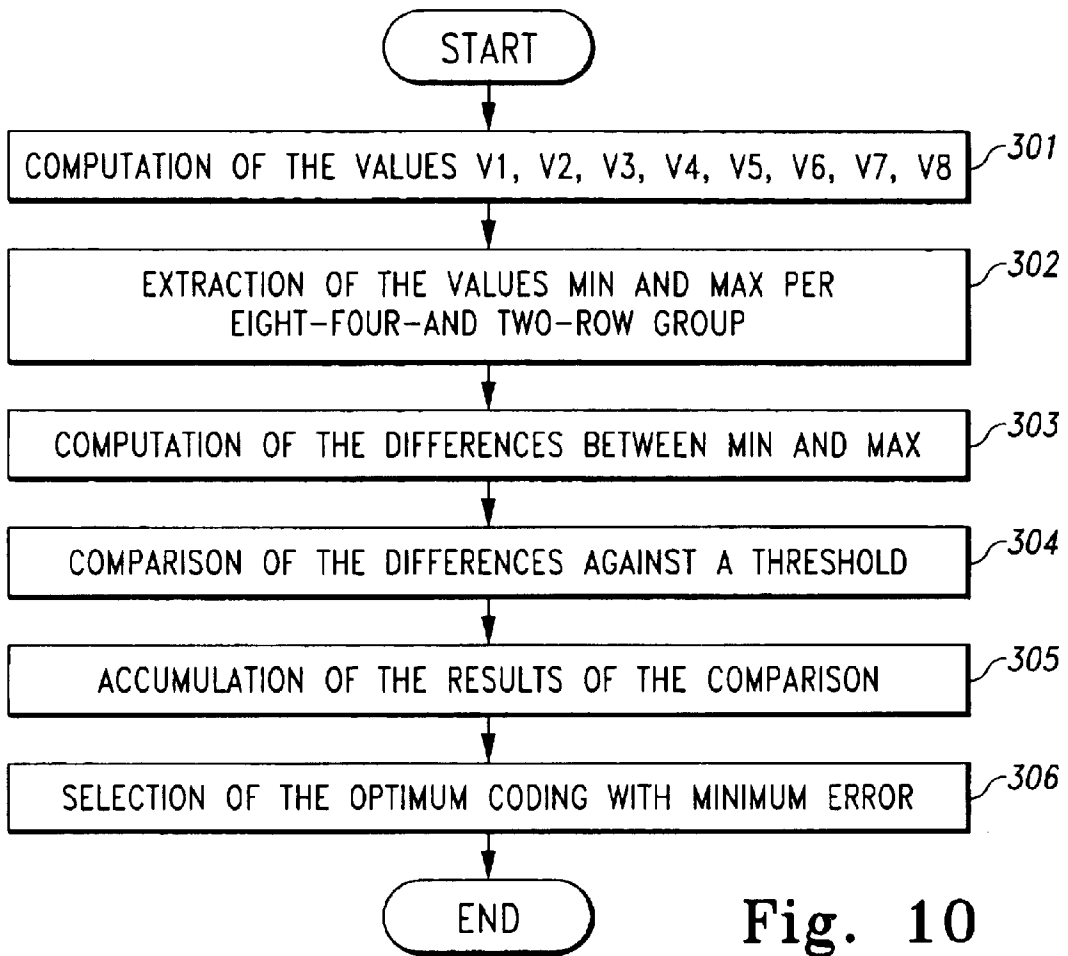 START
COMPUTATION OF THE VALUES V1, V2, V3, V4, V5, V6, V7, V8
301
EXTRACTION OF THE VALUES MIN AND MAX PER
EIGHT-FOUR-AND TWO-ROW GROUP
302
COMPUTATION OF THE DIFFERENCES BETWEEN MIN AND MAX
303
COMPARISON OF THE DIFFERENCES AGAINST A THRESHOLD
304
ACCUMULATION OF THE RESULTS OF THE COMPARISON
305
SELECTION OF THE OPTIMUM CODING WITH MINIMUM ERROR
306
END
Fig. 10